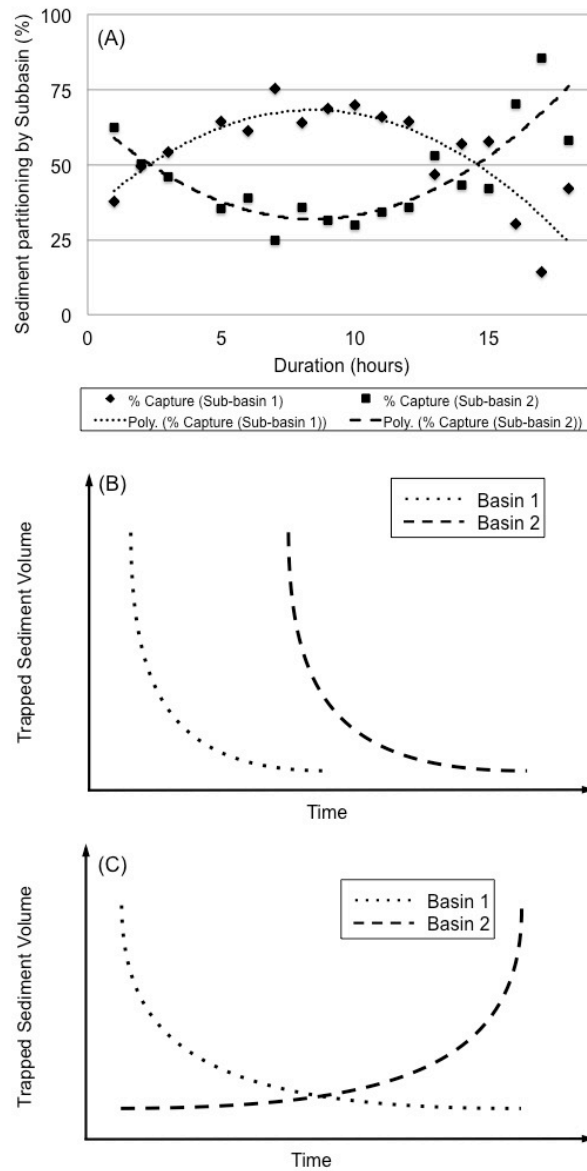 (A)
Sediment partitioning by Subbasin (%)
100
75
50
25
0
0 5 10 15
Duration (hours)
% Capture (Sub-basin 1) % Capture (Sub-basin 2)
Poly. (% Capture (Sub-basin 1)) Poly. (% Capture (Sub-basin 2))
(B)
Basin 1
Basin 2
Trapped Sediment Volume
Time
(C)
Basin 1
Basin 2
Trapped Sediment Volume
Time